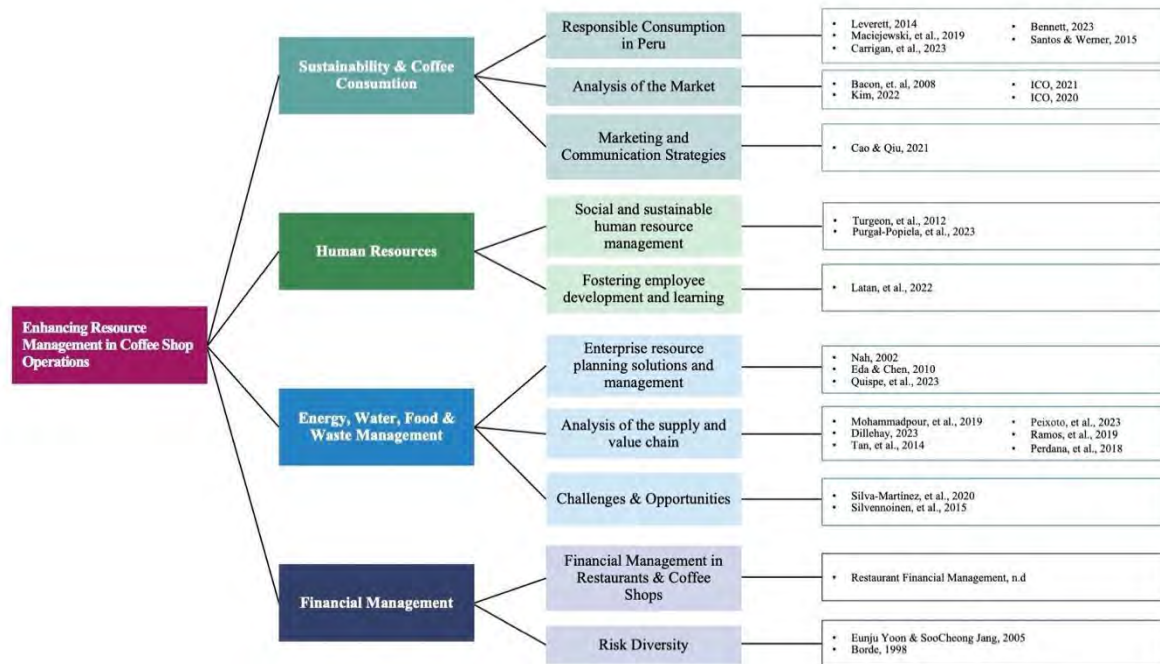 Enhancing Resource
Management in Coffee Shop
Operations
Sustainability & Coffee
Consumtion
Responsible Consumption
in Peru
• Leverett, 2014
• Maciejewski, et al., 2019
• Carrigan, et al., 2023
• Bennett, 2023
• Santos & Werner, 2015
Analysis of the Market
• Bacon, et. al, 2008
• Kim, 2022
• ICO, 2021
• ICO, 2020
Marketing and
Communication Strategies
• Cao & Qiu, 2021
Human Resources
Social and sustainable
human resource
management
• Turgeon, et al., 2012
• Purgał-Popiela, et al., 2023
Fostering employee
development and learning
• Latan, et al., 2022
Energy, Water, Food &
Waste Management
Enterprise resource
planning solutions and
management
• Nah, 2002
• Eda & Chen, 2010
• Quispe, et al., 2023
Analysis of the supply and
value chain
• Mohammadpour, et al., 2019
• Dillehay, 2023
• Tan, et al., 2014
• Peixoto, et al., 2023
• Ramos, et al., 2019
• Perdana, et al., 2018
Challenges & Opportunities
• Silva-Martinez, et al., 2020
• Silvennoinen, et al., 2015
Financial Management
Financial Management in
Restaurants & Coffee
Shops
• Restaurant Financial Management, n.d
Risk Diversity
• Eunju Yoon & SooCheong Jang, 2005
• Borde, 1998